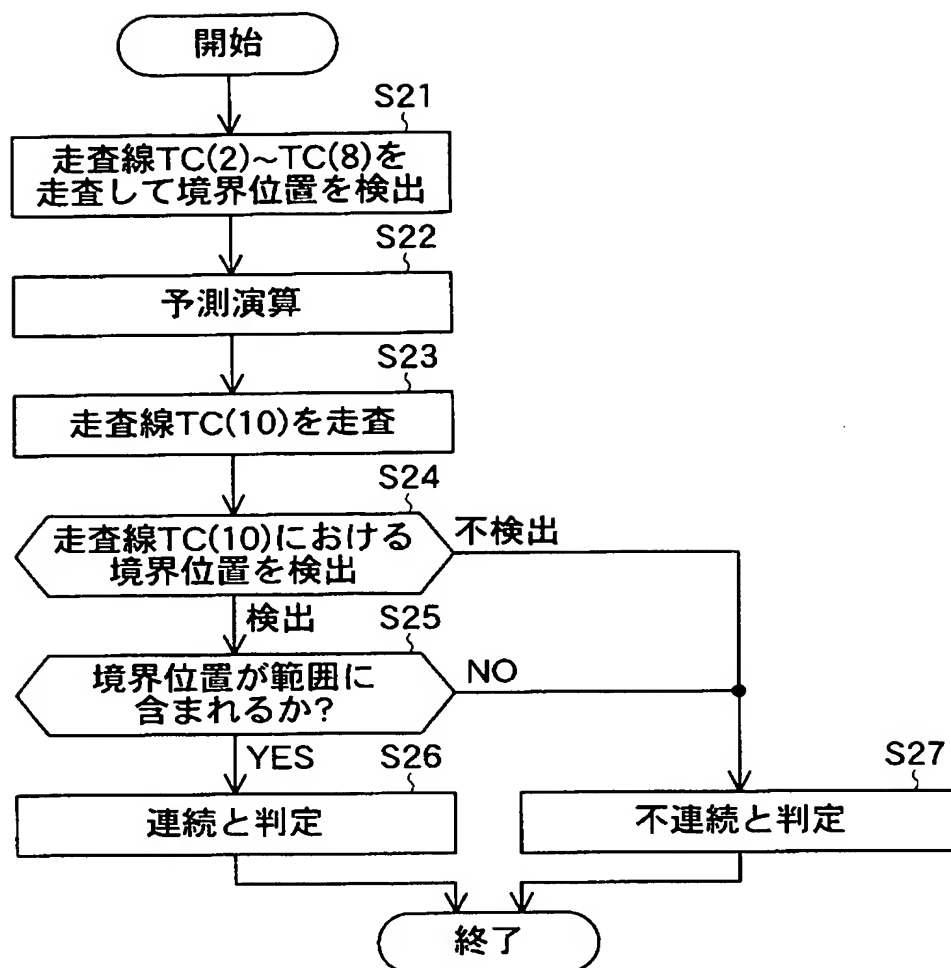 開始
S21
走査線TC(2)~TC(8)を
走査して境界位置を検出
S22
予測演算
S23
走査線TC(10)を走査
S24
走査線TC(10)における
境界位置を検出
不検出
検出
S25
境界位置が範囲に
含まれるか?
NO
YES
S26
連続と判定
S27
不連続と判定
終了